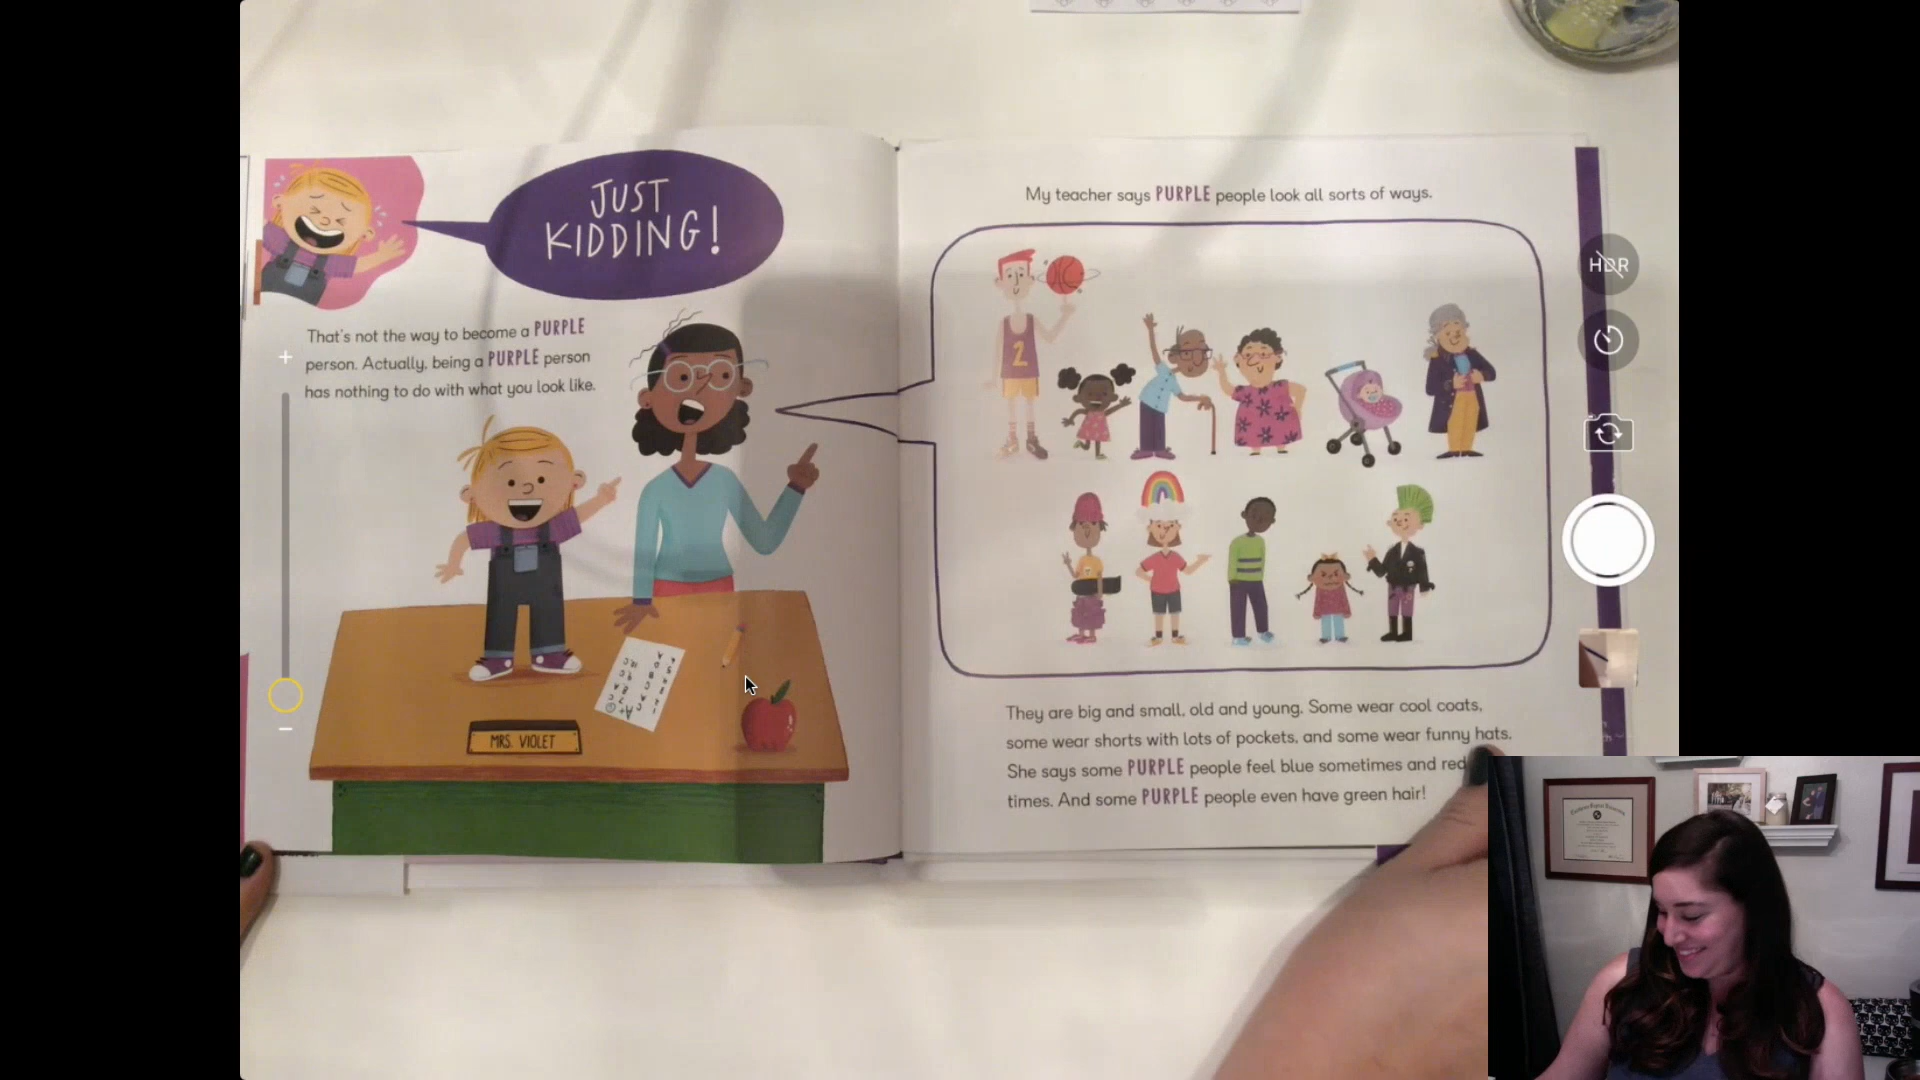 JUST
KIDDING!
That's not the way to become a PURPLE
person. Actually, being a PURPLE person
has nothing to do with what you look like.
MRS. VIOLET
A+
My teacher says PURPLE people look all sorts of ways.
2
They are big and small, old and young. Some wear cool coats,
some wear shorts with lots of pockets, and some wear funny hats.
She says some PURPLE people feel blue sometimes and red
times. And some PURPLE people even have green hair!
HDR